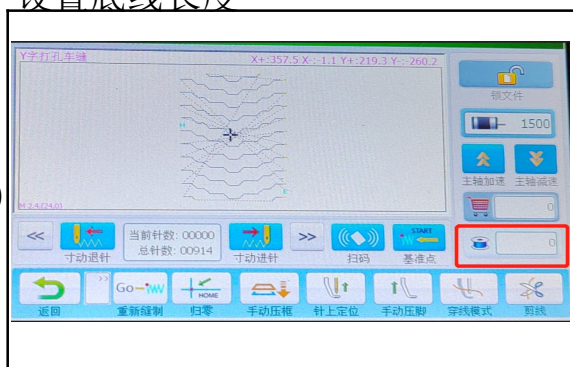 设置底线长度
Y字打孔车缝
X+:357.5 X-:-1.1 Y+:219.3 Y-:-260.2
锁文件
1500
主轴加速 主轴减速
0
M 2.4.(24.0)
<< 寸动退针
当前针数: 00000
总针数: 00914
寸动进针 >>
扫码
START
基准点
0
返回
>>
Go
重新缝制
HOME
归零
手动压框
针上定位
手动压脚
穿线模式
剪线